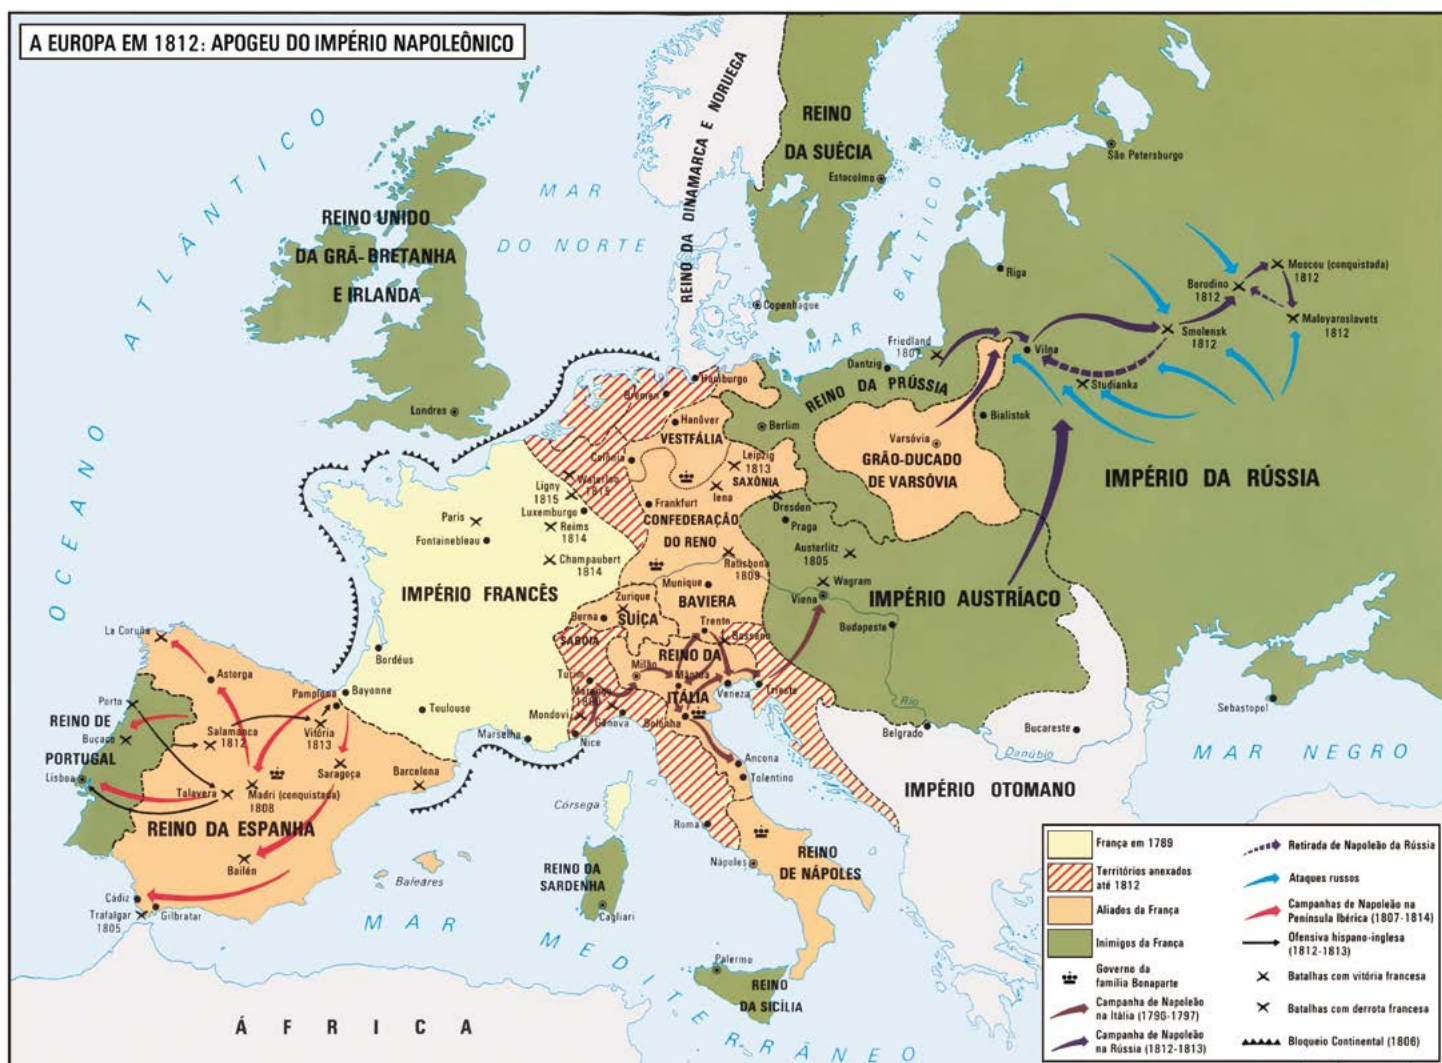 A EUROPA EM 1812: APOGEU DO IMPÉRIO NAPOLEÔNICO
OCEANO ATLÂNTICO
MAR
DO NORTE
MAR BALTICO
REINO DA DINAMARCA E NORUEGA
REINO
DA SUÉCIA
Estocolmo
São Petersburgo
REINO UNIDO
DA GRÃ-BRETANHA
E IRLANDA
Londres
Copenhague
Riga
Moscou (conquistada)
1812
Borodino
1812
Maloyaroslavets
1812
Smolensk
1812
Vilna
Studianka
Friedland
1807
Dantzig
REINO DA PRÚSSIA
Bialistok
Berlim
Varsóvia
GRÃO-DUCADO
DE VARSÓVIA
IMPÉRIO DA RÚSSIA
Hamburgo
Bremen
Hanôver
VESTFÁLIA
Colônia
Leipzig
1813
SAXÔNIA
Iena
Dresden
Waterloo
1815
Ligny
1815
Luxemburgo
Frankfurt
CONFEDERAÇÃO
DO RENO
Praga
Paris
Reims
1814
Fontainebleau
Champaubert
1814
Austerlitz
1805
Ratisbona
1809
Wagram
Viena
IMPÉRIO FRANCÊS
Munique
BAVIERA
IMPÉRIO AUSTRÍACO
Budapeste
Zurique
Berna
SUÍÇA
Trento
Bassano
SABÓIA
REINO DA
ITÁLIA
Milão
Mântua
Turim
Marengo
1800
Veneza
Trieste
Mondovi
Gênova
Bolonha
Nice
Bordéus
Bayonne
Toulouse
Marselha
La Coruña
Astorga
Pamplona
Porto
REINO DE
PORTUGAL
Buçaco
Salamanca
1812
Vitória
1813
Saragoça
Barcelona
Lisboa
Talavera
Madri (conquistada)
1808
REINO DA ESPANHA
Bailén
Cádiz
Trafalgar
1805
Gilbratar
Baleares
Córsega
Ancona
Tolentino
Roma
Nápoles
REINO
DE NÁPOLES
REINO DA
SARDENHA
Cagliari
Palermo
REINO
DA SICÍLIA
MAR MEDITERRÂNEO
ÁFRICA
Rio
Danúbio
Belgrado
Bucareste
IMPÉRIO OTOMANO
Sebastopol
MAR NEGRO
França em 1789
Territórios anexados
até 1812
Aliados da França
Inimigos da França
Governo da
família Bonaparte
Campanha de Napoleão
na Itália (1796-1797)
Campanha de Napoleão
na Rússia (1812-1813)
Retirada de Napoleão da Rússia
Ataques russos
Campanhas de Napoleão na
Península Ibérica (1807-1814)
Ofensiva hispano-inglesa
(1812-1813)
Batalhas com vitória francesa
Batalhas com derrota francesa
Bloqueio Continental (1806)